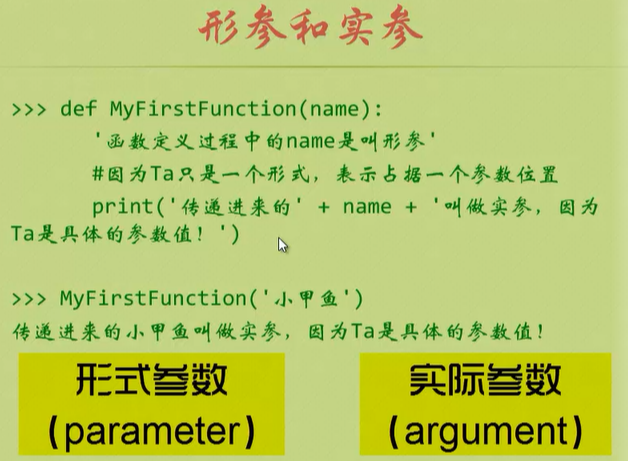 形参和实参
>>> def MyFirstFunction(name):
'函数定义过程中的name是叫形参'
#因为Ta只是一个形式，表示占据一个参数位置
print('传递进来的' + name + '叫做实参，因为
Ta是具体的参数值！')
>>> MyFirstFunction('小甲鱼')
传递进来的小甲鱼叫做实参，因为Ta是具体的参数值！
形式参数
(parameter)
实际参数
(argument)